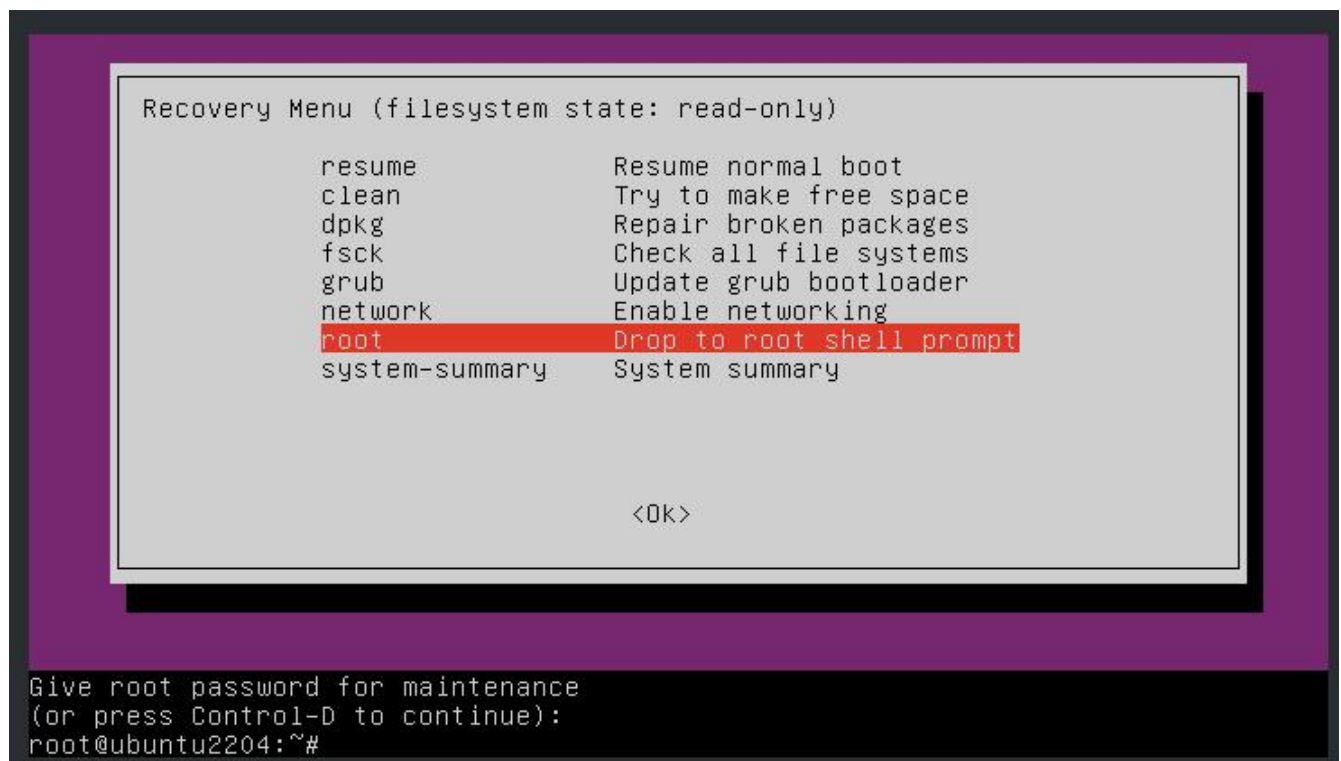 Recovery Menu (filesystem state: read-only)
resume Resume normal boot
clean Try to make free space
dpkg Repair broken packages
fsck Check all file systems
grub Update grub bootloader
network Enable networking
root Drop to root shell prompt
system-summary System summary
<Ok>
Give root password for maintenance
(or press Control-D to continue):
root@ubuntu2204:~#